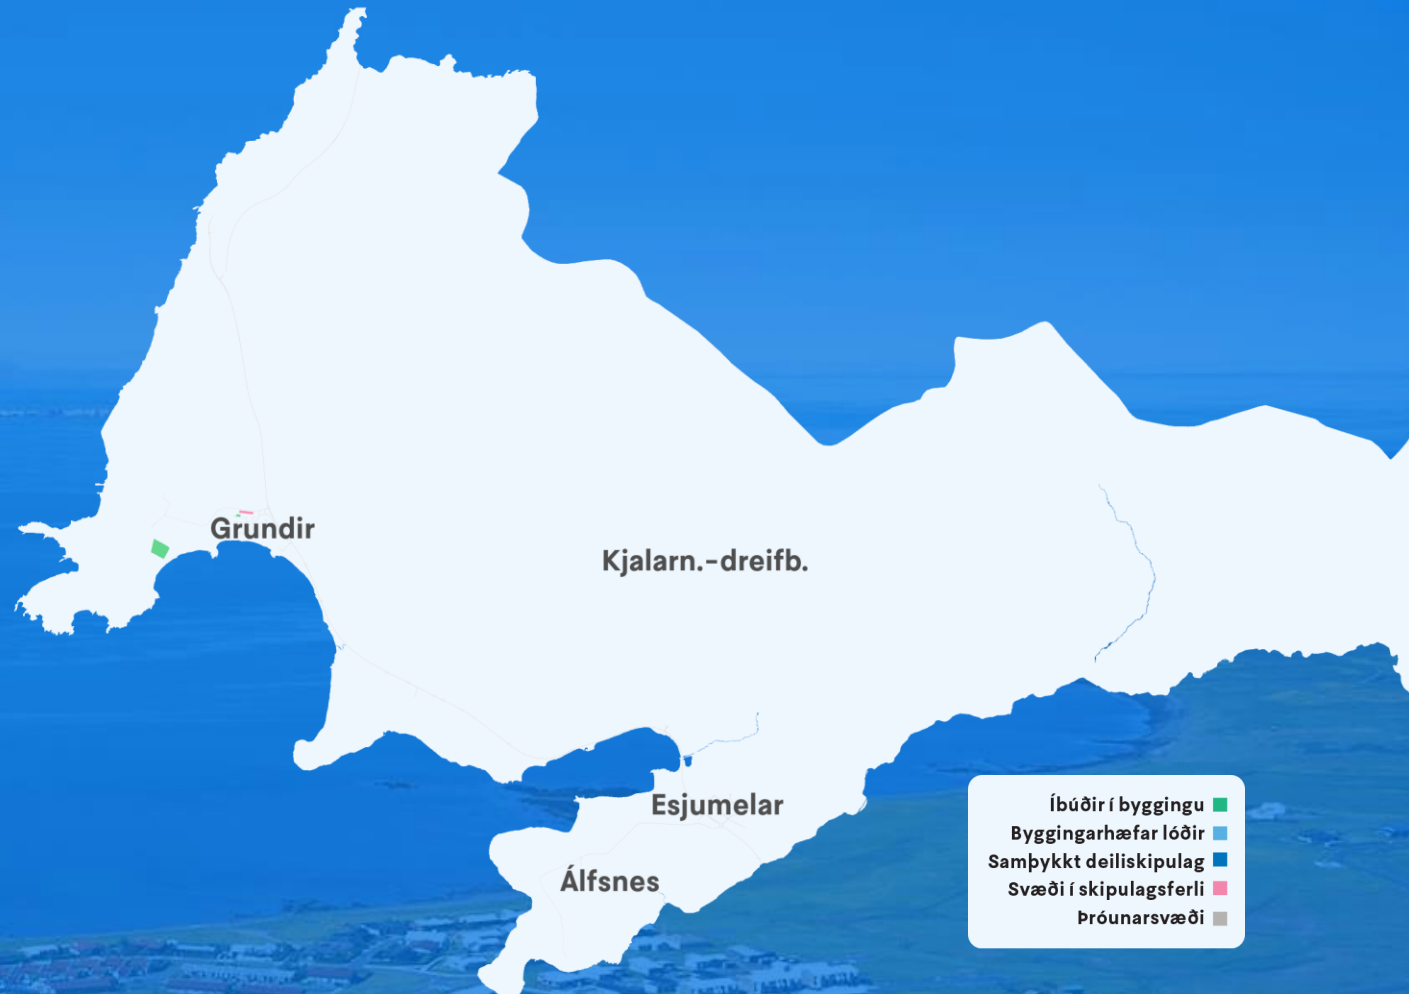 Grundir
Kjalarn.-dreifb.
Esjumelar
Álfsnes
Íbúðir í byggingu
Byggingarhæfar lóðir
Samþykkt deiliskipulag
Svæði í skipulagsferli
Þróunarsvæði